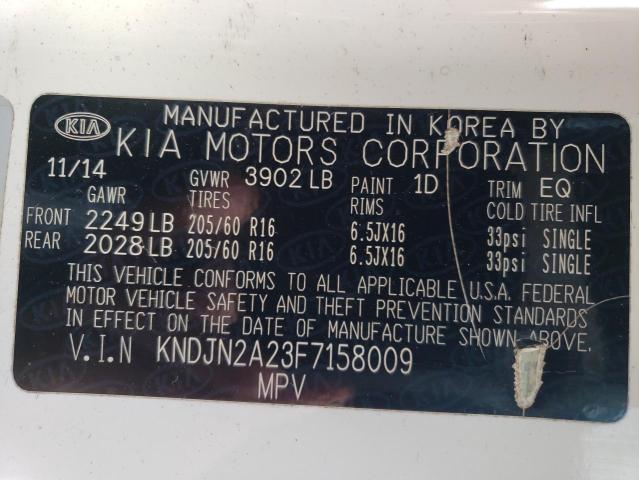 KIA MANUFACTURED IN KOREA BY
KIA MOTORS CORPORATION
11/14 GVWR 3902 LB PAINT 1D TRIM EQ
GAWR TIRES RIMS COLD TIRE INFL
FRONT 2249 LB 205/60 R16 6.5JX16 33psi SINGLE
REAR 2028 LB 205/60 R16 6.5JX16 33psi SINGLE
THIS VEHICLE CONFORMS TO ALL APPLICABLE U.S.A. FEDERAL
MOTOR VEHICLE SAFETY AND THEFT PREVENTION STANDARDS
IN EFFECT ON THE DATE OF MANUFACTURE SHOWN ABOVE.
V.I.N KNDJN2A23F7158009
MPV